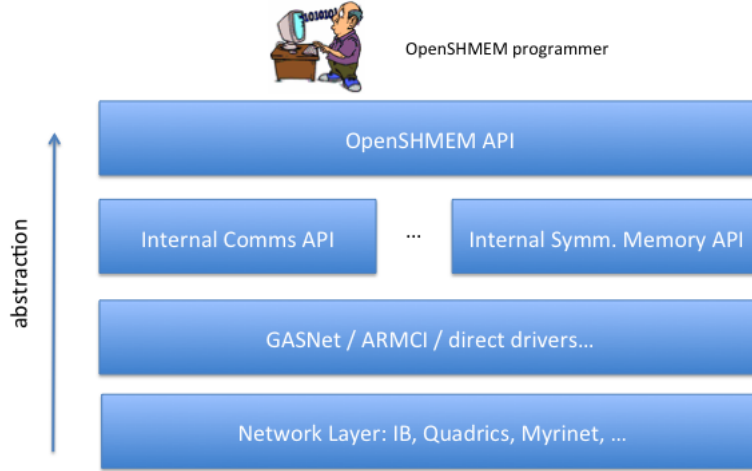 101010
OpenSHMEM programmer
OpenSHMEM API
abstraction
Internal Comms API
...
Internal Symm. Memory API
GASNet / ARMCI / direct drivers...
Network Layer: IB, Quadrics, Myrinet, ...